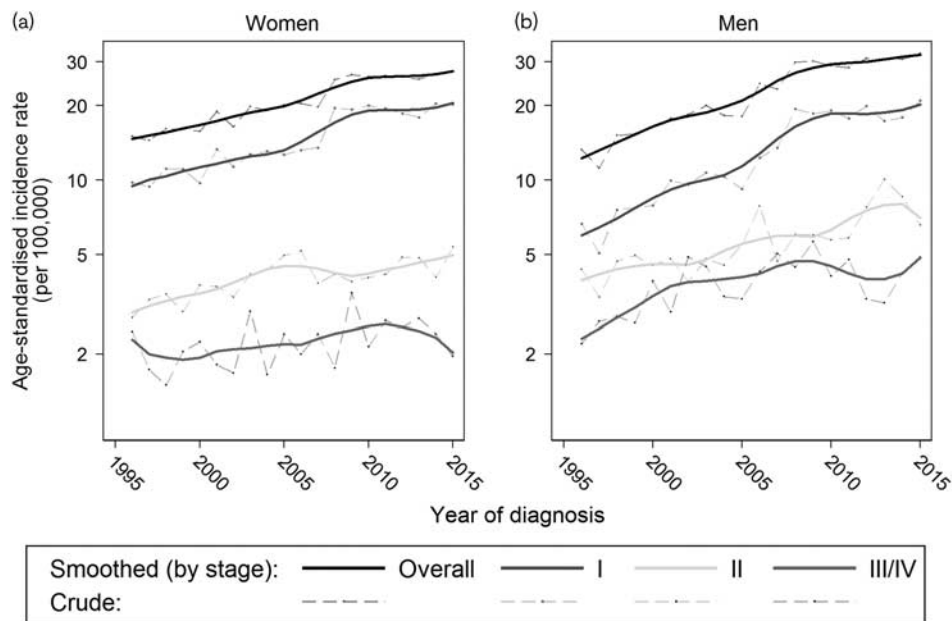 (a) Women (b) Men
30
20
10
5
2
30
20
10
5
2
Age-standardised incidence rate
(per 100,000)
1995 2000 2005 2010 2015
1995 2000 2005 2010 2015
Year of diagnosis
Smoothed (by stage): Overall I II III/IV
Crude: